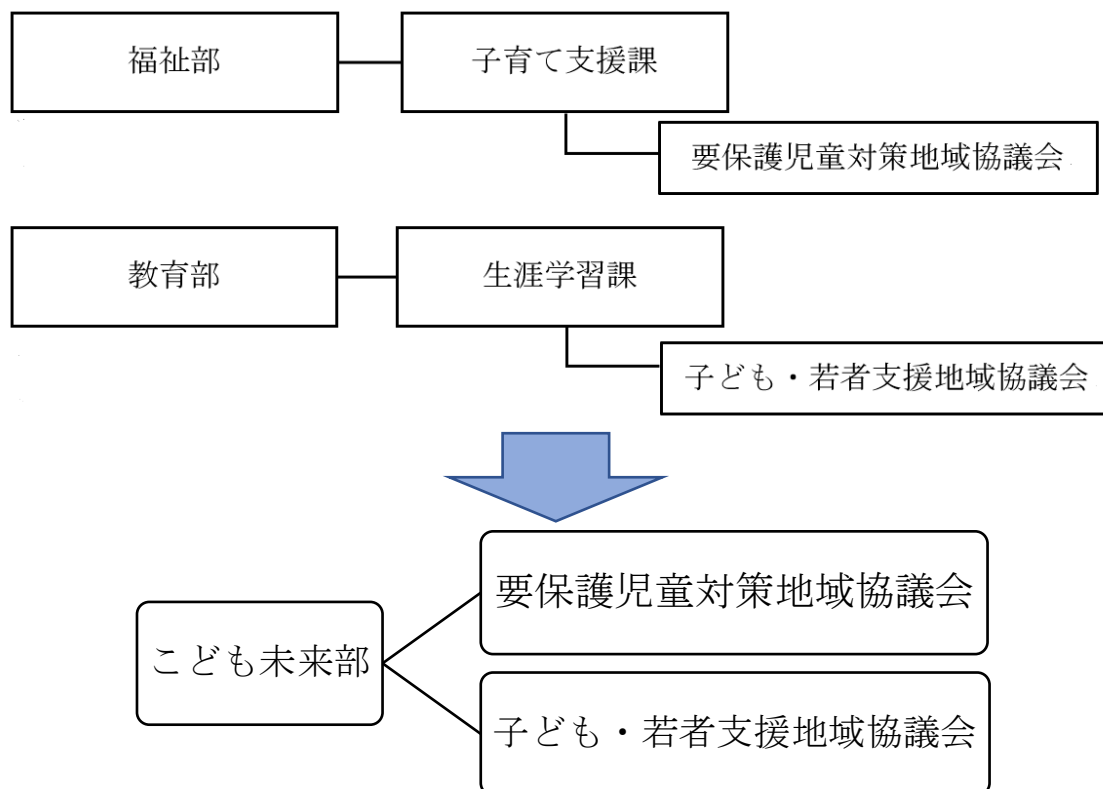 福祉部
子育て支援課
要保護児童対策地域協議会
教育部
生涯学習課
子ども・若者支援地域協議会
要保護児童対策地域協議会
こども未来部
子ども・若者支援地域協議会